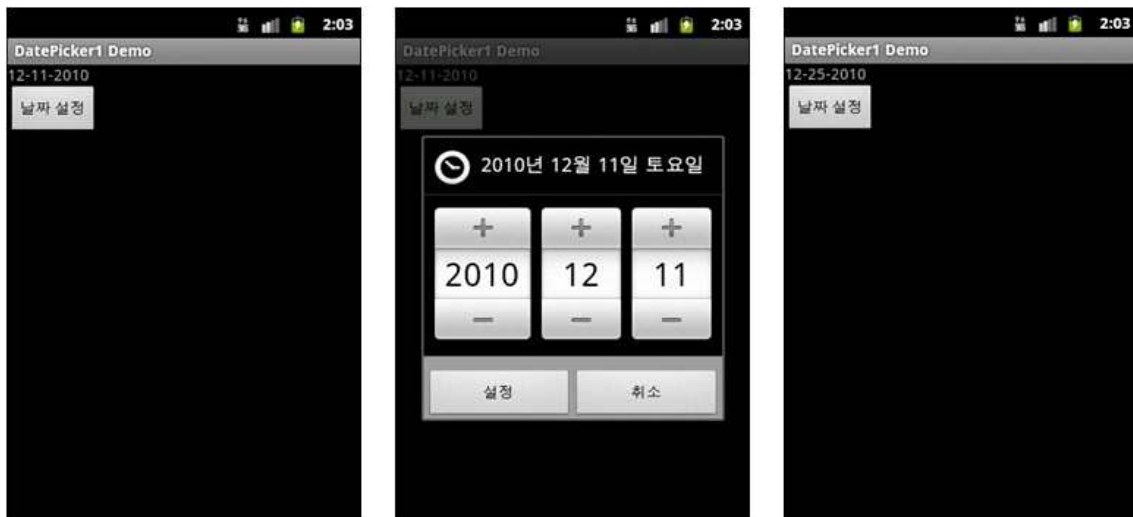 2:03
DatePicker1 Demo
12-11-2010
날짜 설정
2:03
DatePicker1 Demo
12-11-2010
날짜 설정
2010년 12월 11일 토요일
+ + +
2010 12 11
— — —
설정 취소
2:03
DatePicker1 Demo
12-25-2010
날짜 설정